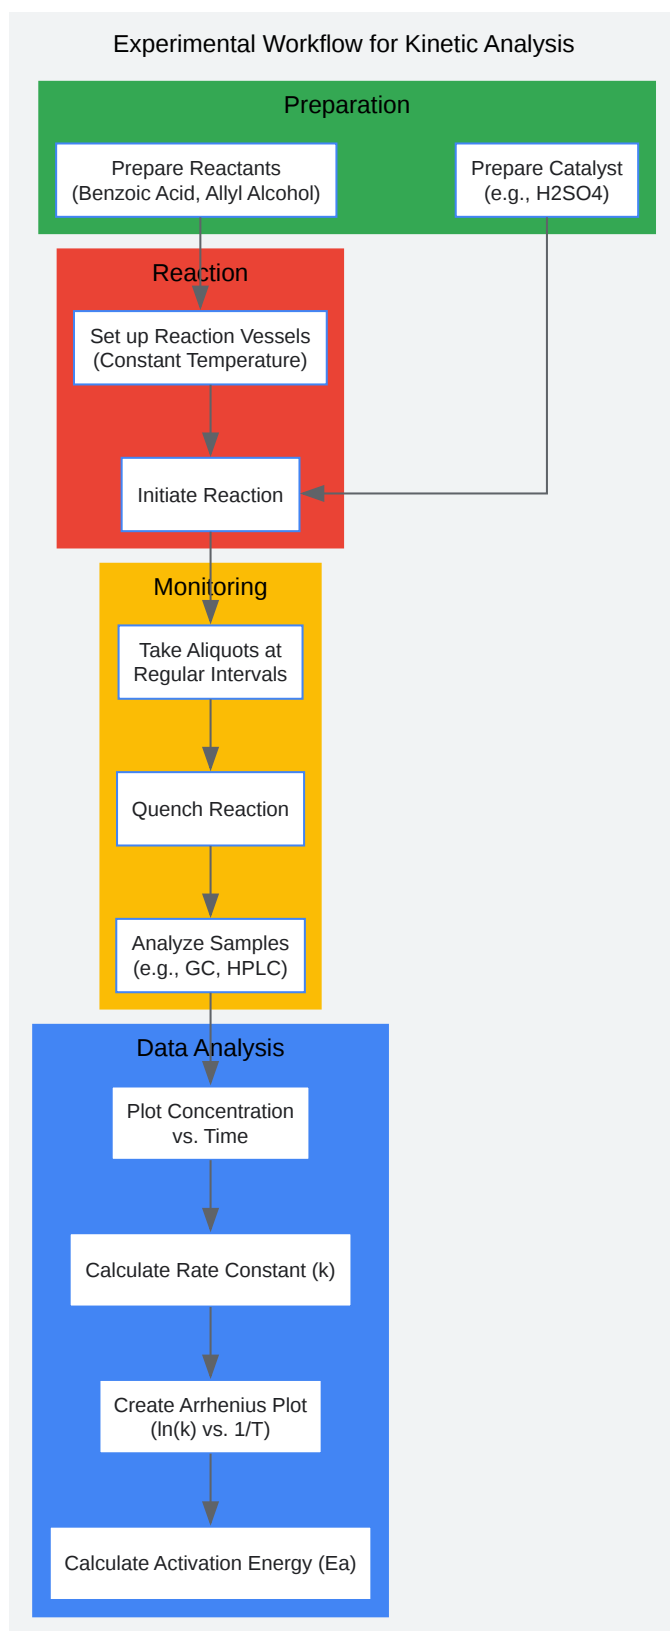 Experimental Workflow for Kinetic Analysis
Preparation
Prepare Reactants
(Benzoic Acid, Allyl Alcohol)
Prepare Catalyst
(e.g., H2SO4)
Reaction
Set up Reaction Vessels
(Constant Temperature)
Initiate Reaction
Monitoring
Take Aliquots at
Regular Intervals
Quench Reaction
Analyze Samples
(e.g., GC, HPLC)
Data Analysis
Plot Concentration
vs. Time
Calculate Rate Constant (k)
Create Arrhenius Plot
(ln(k) vs. 1/T)
Calculate Activation Energy (Ea)